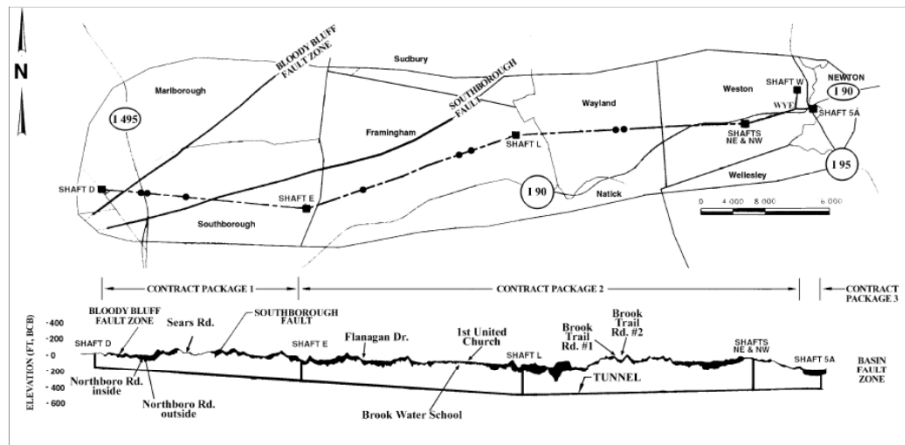 N
BLOODY BLUFF
FAULT ZONE
Sudbury
Marlborough
SOUTHBOROUGH
FAULT
I 495
Framingham
Wayland
Weston
NEWTON
SHAFT W
I 90
WYE
SHAFT 5A
SHAFT L
SHAFTS
NE & NW
SHAFT D
SHAFT E
I 90
I 95
Wellesley
Natick
Southborough
4 000
8 000
6 000
CONTRACT PACKAGE 1
CONTRACT PACKAGE 2
CONTRACT
PACKAGE 3
ELEVATION (FT, BCB)
- 400
- 200
- 0
- 200
- 400
- 600
BLOODY BLUFF
FAULT ZONE
SHAFT D
Sears Rd.
SOUTHBOROUGH
FAULT
SHAFT E
Flanagan Dr.
1st United
Church
SHAFT L
Brook
Trail
Rd. #1
Brook
Trail
Rd. #2
SHAFTS
NE & NW
SHAFT 5A
BASIN
FAULT
ZONE
Northboro Rd.
inside
Northboro Rd.
outside
Brook Water School
TUNNEL